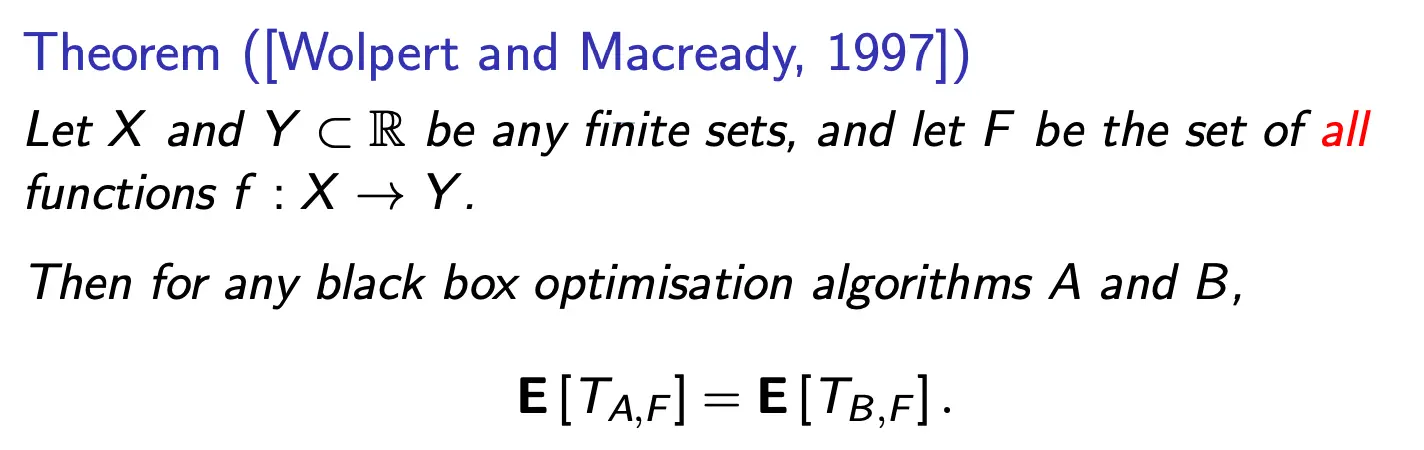 Theorem ([Wolpert and Macready, 1997])
Let X and Y ⊂ ℝ be any finite sets, and let F be the set of all
functions f : X → Y.
Then for any black box optimisation algorithms A and B,
E [T_{A,F}] = E [T_{B,F}] .